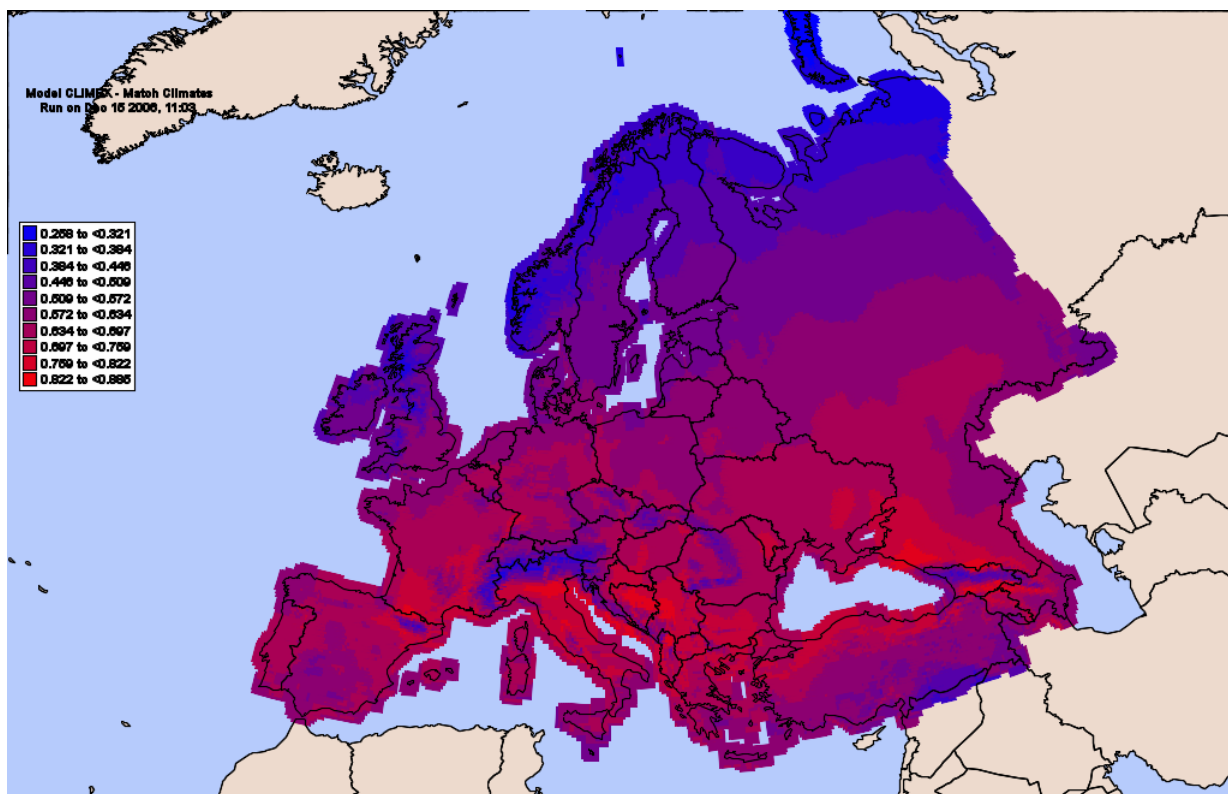 Model CLIMEX - Match Climates
Run on Dec 15 2006, 11:03
0.258 to <0.321
0.321 to <0.384
0.384 to <0.446
0.446 to <0.509
0.509 to <0.572
0.572 to <0.634
0.634 to <0.697
0.697 to <0.759
0.759 to <0.822
0.822 to <0.885